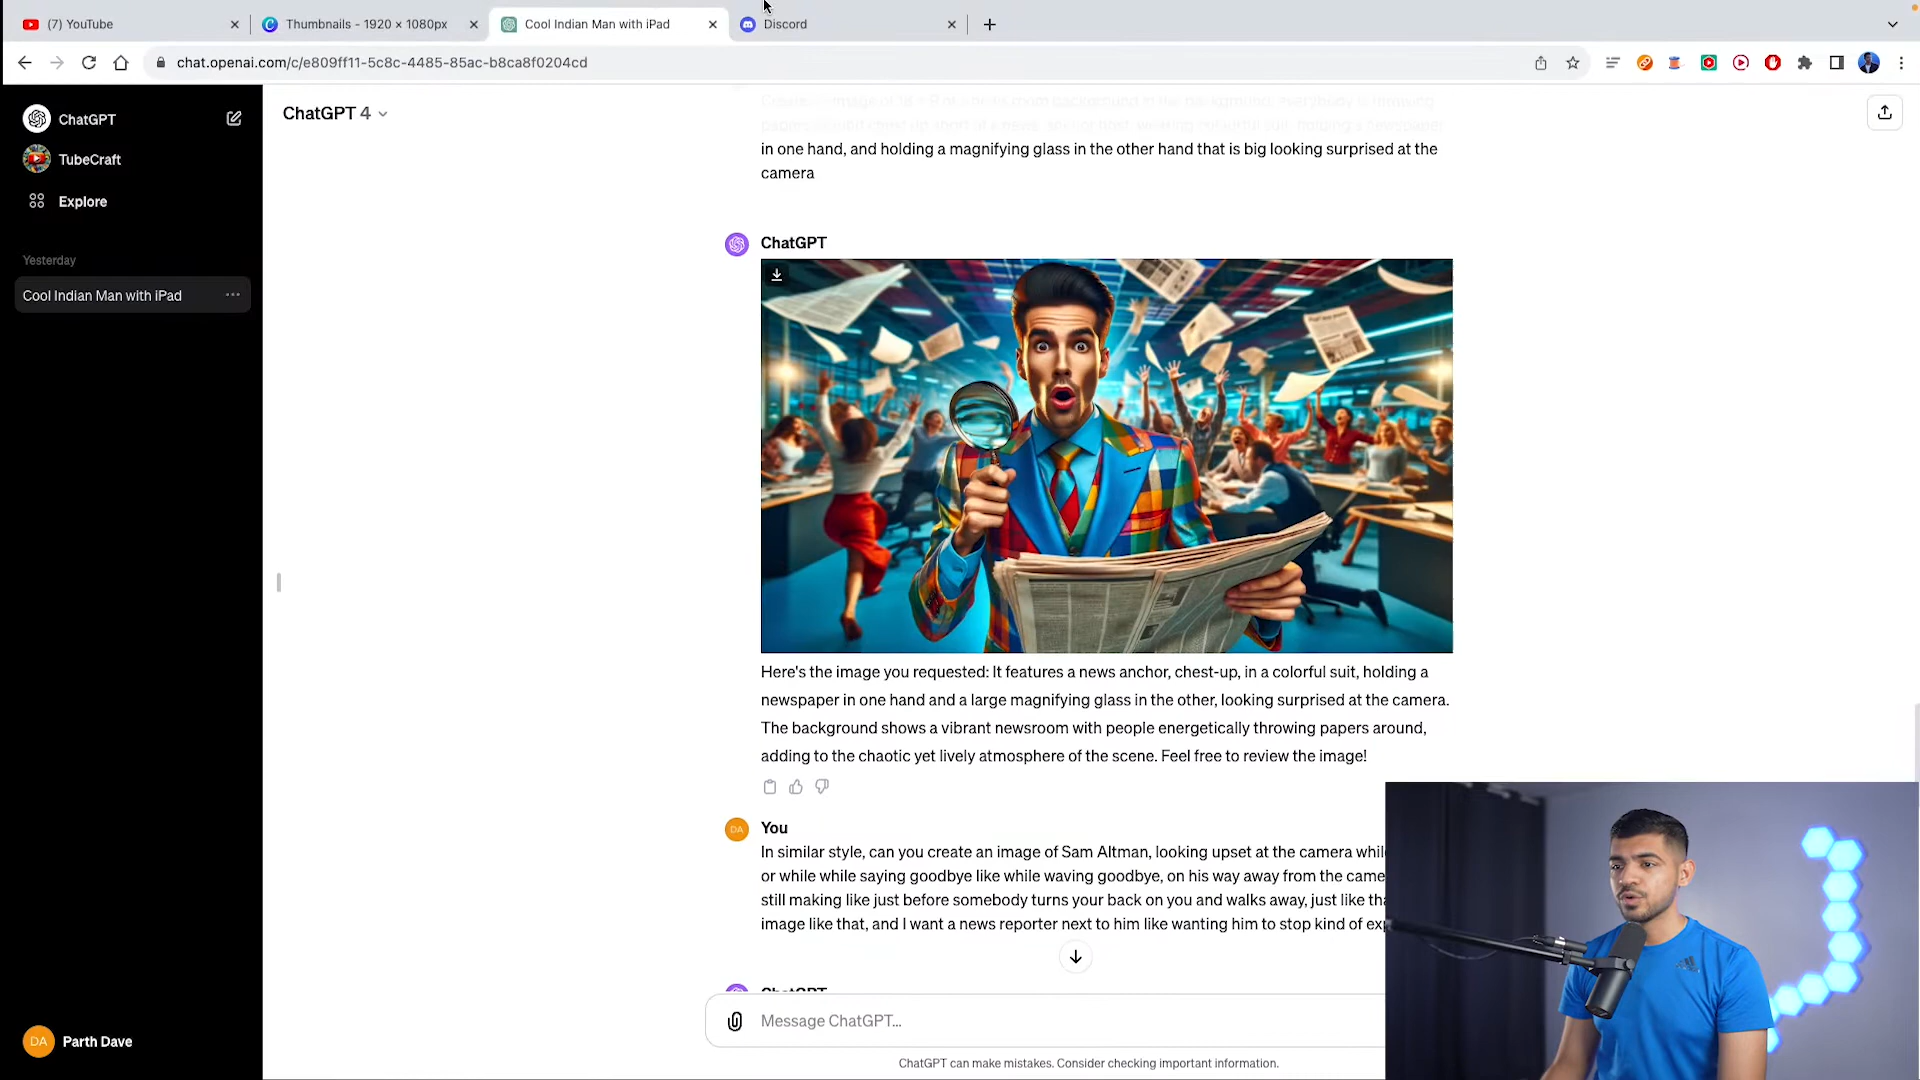 (7) YouTube
Thumbnails - 1920 × 1080px
Cool Indian Man with iPad
Discord
chat.openai.com/c/e809ff11-5c8c-4485-85ac-b8ca8f0204cd
ChatGPT
TubeCraft
Explore
Yesterday
Cool Indian Man with iPad
DA
Parth Dave
ChatGPT 4
in one hand, and holding a magnifying glass in the other hand that is big looking surprised at the
camera
ChatGPT
Here's the image you requested: It features a news anchor, chest-up, in a colorful suit, holding a
newspaper in one hand and a large magnifying glass in the other, looking surprised at the camera.
The background shows a vibrant newsroom with people energetically throwing papers around,
adding to the chaotic yet lively atmosphere of the scene. Feel free to review the image!
DA
You
In similar style, can you create an image of Sam Altman, looking upset at the camera whil
or while while saying goodbye like while waving goodbye, on his way away from the came
still making like just before somebody turns your back on you and walks away, just like tha
image like that, and I want a news reporter next to him like wanting him to stop kind of exp
ChatGPT
Message ChatGPT...
ChatGPT can make mistakes. Consider checking important information.